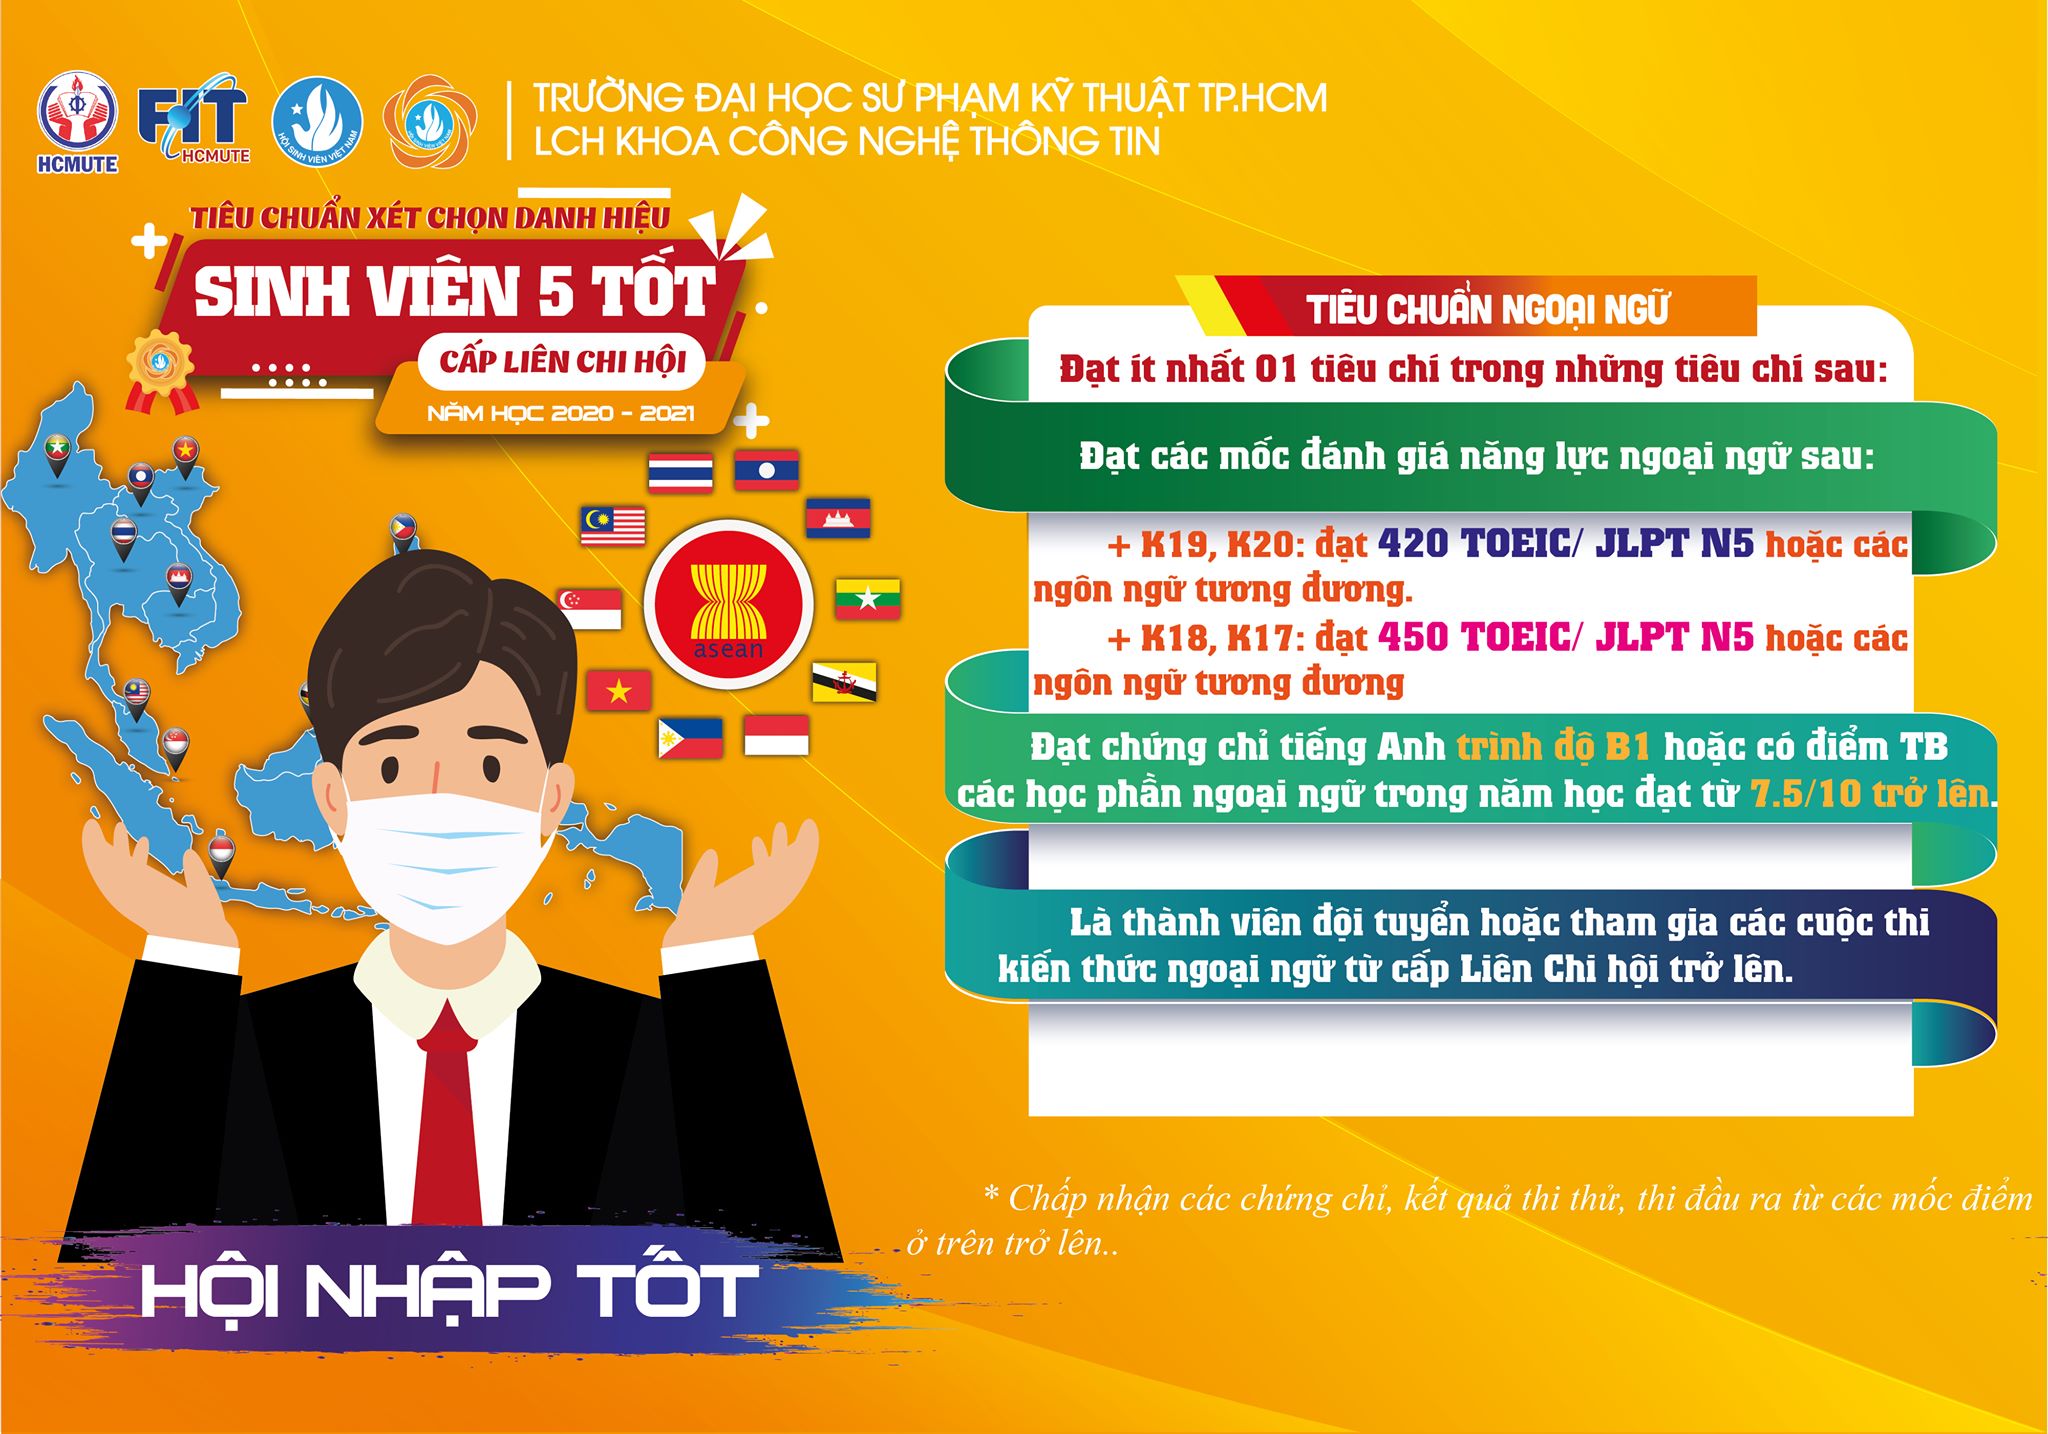 HCMUTE
FIT
HCMUTE
HỘI SINH VIÊN VIỆT NAM
TRƯỜNG ĐẠI HỌC SƯ PHẠM KỸ THUẬT TP.HCM
LCH KHOA CÔNG NGHỆ THÔNG TIN
TIÊU CHUẨN XÉT CHỌN DANH HIỆU
SINH VIÊN 5 TỐT
CẤP LIÊN CHI HỘI
NĂM HỌC 2020 - 2021
asean
HỘI NHẬP TỐT
TIÊU CHUẨN NGOẠI NGỮ
Đạt ít nhất 01 tiêu chí trong những tiêu chí sau:
Đạt các mốc đánh giá năng lực ngoại ngữ sau:
+ K19, K20: đạt 420 TOEIC/ JLPT N5 hoặc các
ngôn ngữ tương đương.
+ K18, K17: đạt 450 TOEIC/ JLPT N5 hoặc các
ngôn ngữ tương đương
Đạt chứng chỉ tiếng Anh trình độ B1 hoặc có điểm TB
các học phần ngoại ngữ trong năm học đạt từ 7.5/10 trở lên.
Là thành viên đội tuyển hoặc tham gia các cuộc thi
kiến thức ngoại ngữ từ cấp Liên Chi hội trở lên.
* Chấp nhận các chứng chỉ, kết quả thi thử, thi đầu ra từ các mốc điểm
ở trên trở lên..